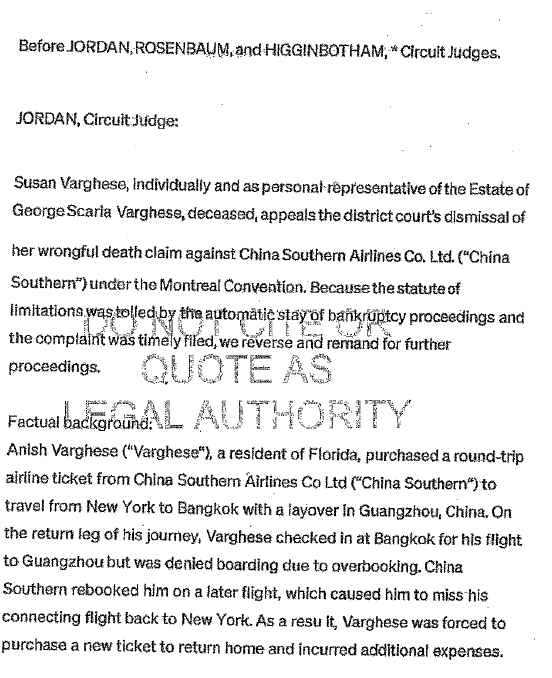 Before JORDAN, ROSENBAUM, and HIGGINBOTHAM, * Circuit Judges.
JORDAN, Circuit Judge:
Susan Varghese, individually and as personal representative of the Estate of
George Scaria Varghese, deceased, appeals the district court's dismissal of
her wrongful death claim against China Southern Airlines Co. Ltd. ("China
Southern") under the Montreal Convention. Because the statute of
limitations was tolled by the automatic stay of bankruptcy proceedings and
the complaint was timely filed, we reverse and remand for further
proceedings.
DO NOT CITE OR
QUOTE AS
LEGAL AUTHORITY
Factual background:
Anish Varghese ("Varghese"), a resident of Florida, purchased a round-trip
airline ticket from China Southern Airlines Co Ltd ("China Southern") to
travel from New York to Bangkok with a layover in Guangzhou, China. On
the return leg of his journey, Varghese checked in at Bangkok for his flight
to Guangzhou but was denied boarding due to overbooking. China
Southern rebooked him on a later flight, which caused him to miss his
connecting flight back to New York. As a resu lt, Varghese was forced to
purchase a new ticket to return home and incurred additional expenses.